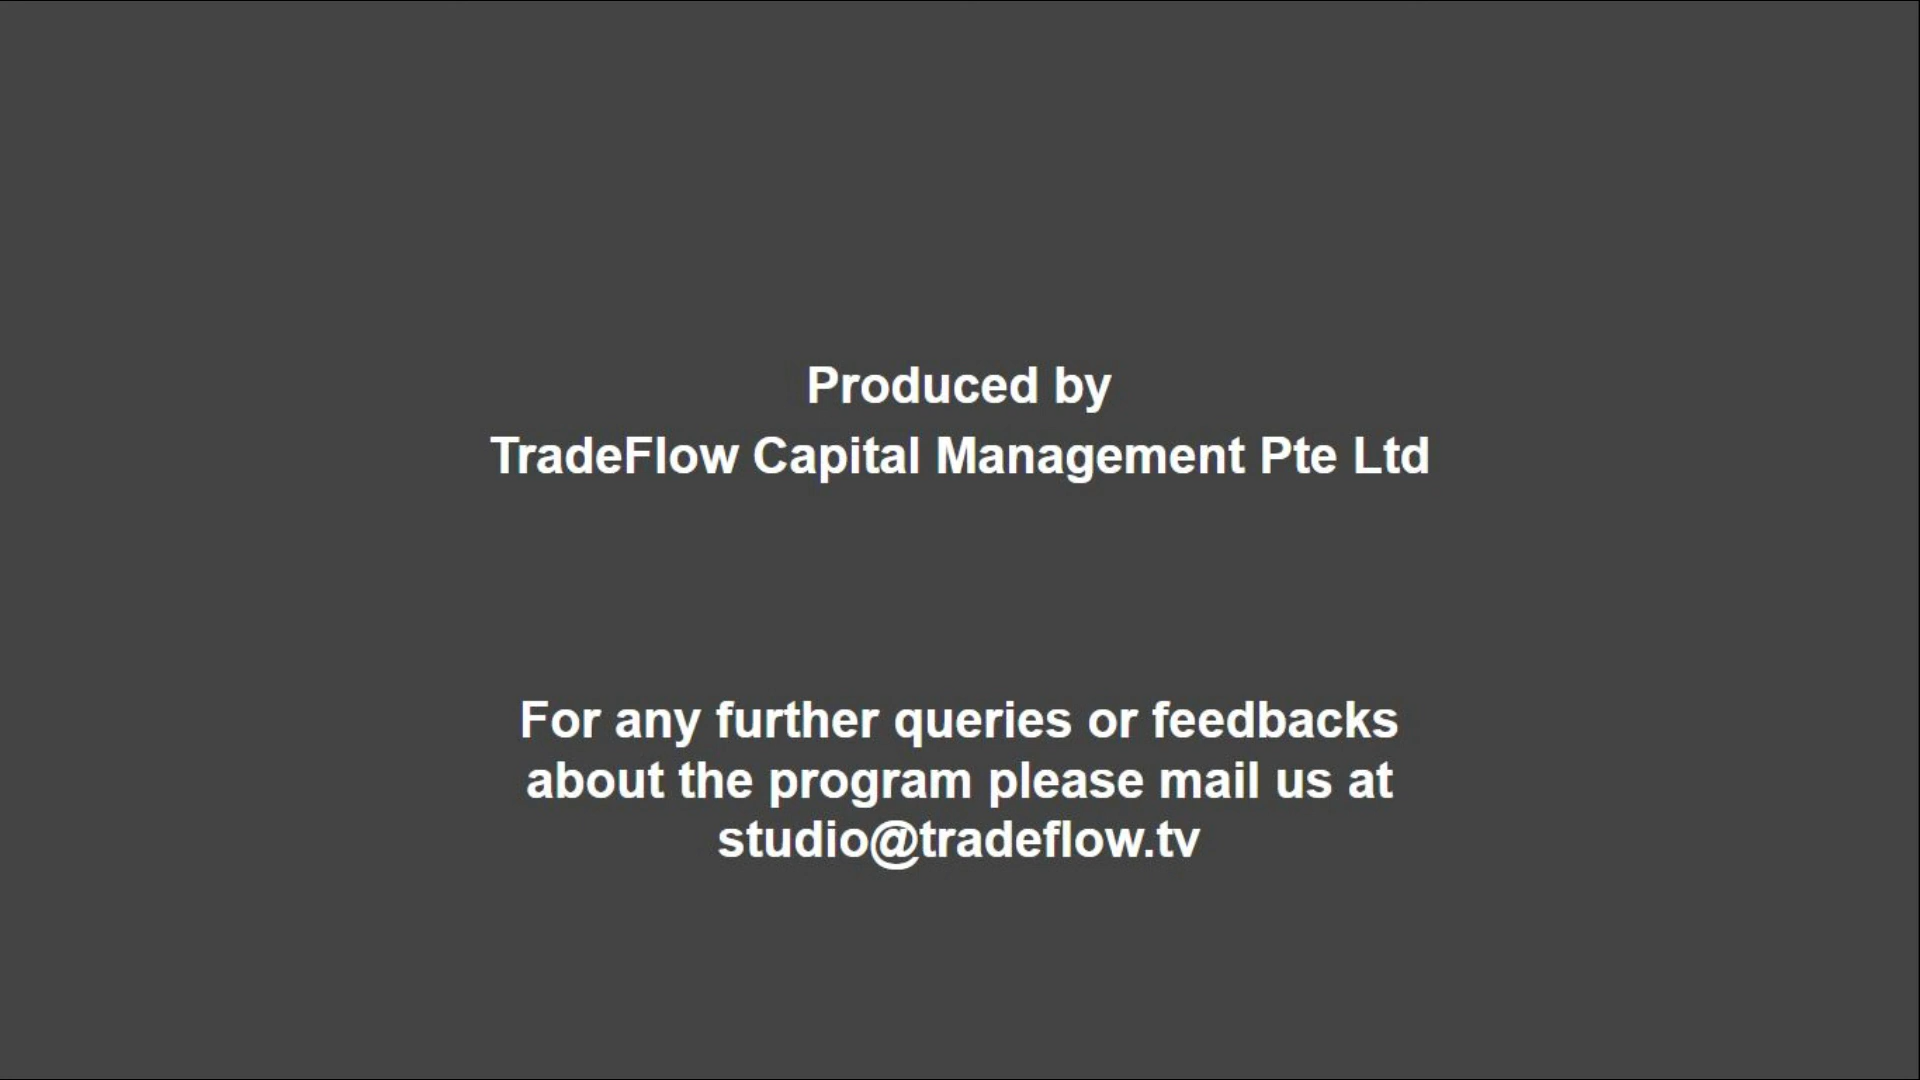 Produced by
TradeFlow Capital Management Pte Ltd
For any further queries or feedbacks
about the program please mail us at
studio@tradeflow.tv